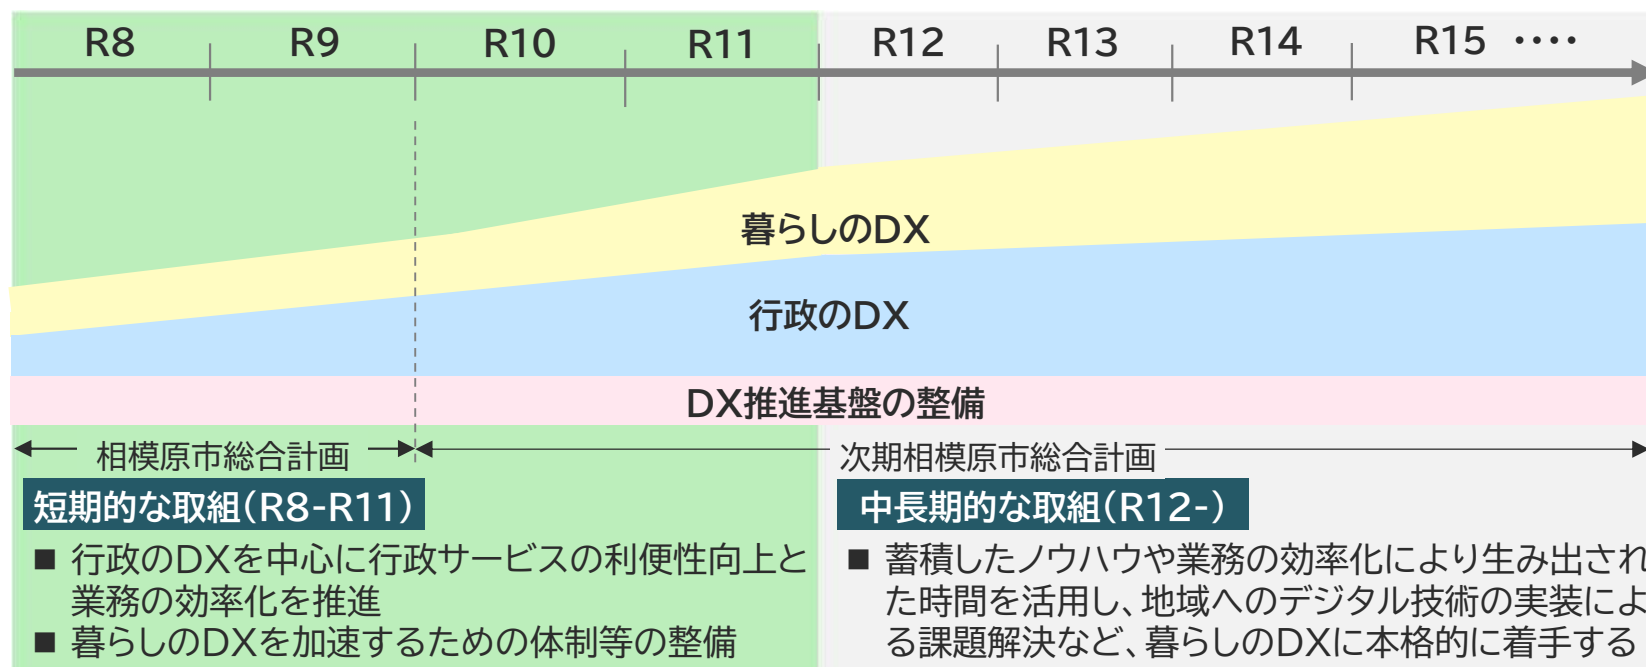 R8 R9 R10 R11 R12 R13 R14 R15 ‥‥
暮らしのDX
行政のDX
DX推進基盤の整備
相模原市総合計画
次期相模原市総合計画
短期的な取組(R8-R11)
■ 行政のDXを中心に行政サービスの利便性向上と
業務の効率化を推進
■ 暮らしのDXを加速するための体制等の整備
中長期的な取組(R12-)
■ 蓄積したノウハウや業務の効率化により生み出され
た時間を活用し、地域へのデジタル技術の実装によ
る課題解決など、暮らしのDXに本格的に着手する